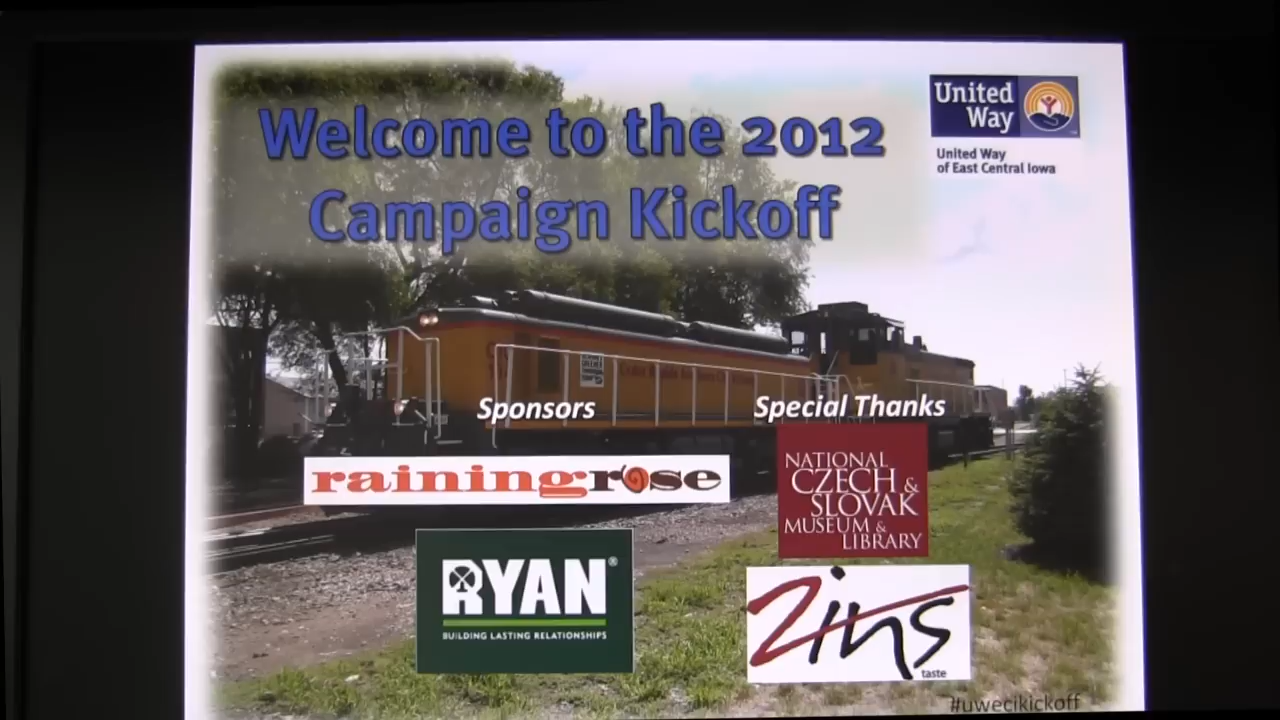 Welcome to the 2012
Campaign Kickoff
United
Way
United Way
of East Central Iowa
Sponsors
Special Thanks
rainingrose
NATIONAL
CZECH &
SLOVAK
MUSEUM &
LIBRARY
RYAN®
BUILDING LASTING RELATIONSHIPS
Zins
taste
#uwecikickoff